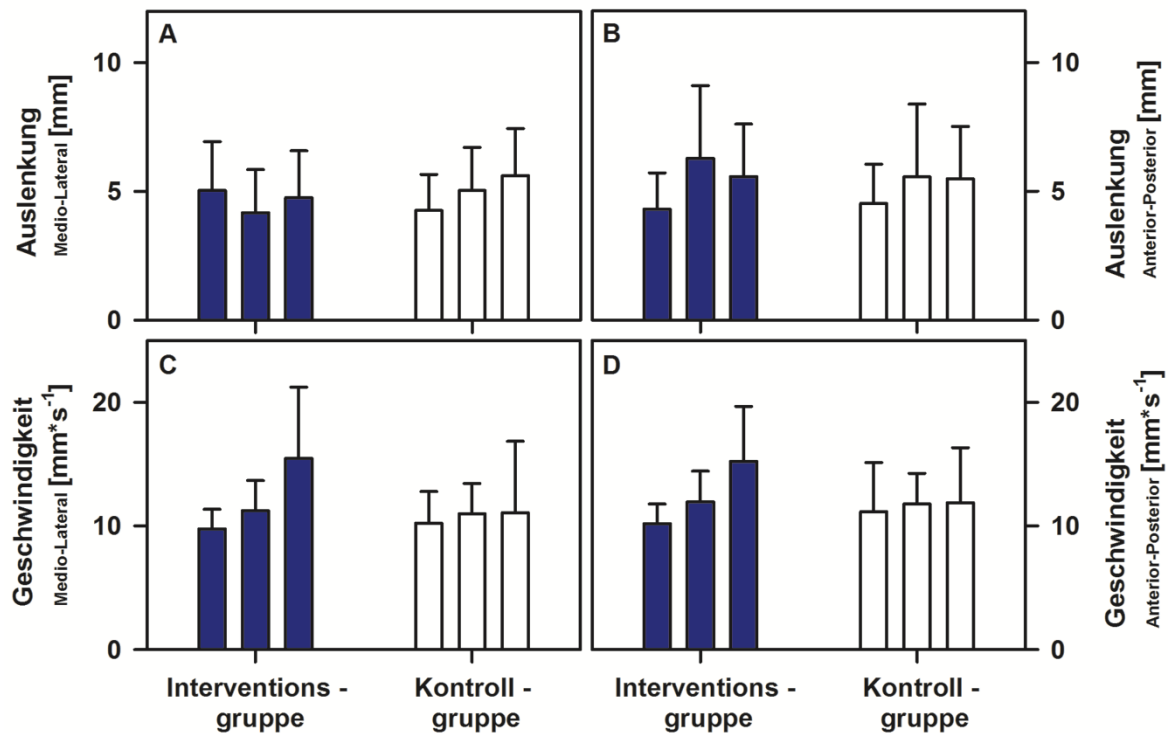 A
B
10
5
0
Auslenkung
Medio-Lateral [mm]
10
5
0
Auslenkung
Anterior-Posterior [mm]
C
D
20
10
0
Geschwindigkeit
Medio-Lateral [mm*s⁻¹]
20
10
0
Geschwindigkeit
Anterior-Posterior [mm*s⁻¹]
Interventions -
gruppe
Kontroll -
gruppe
Interventions -
gruppe
Kontroll -
gruppe